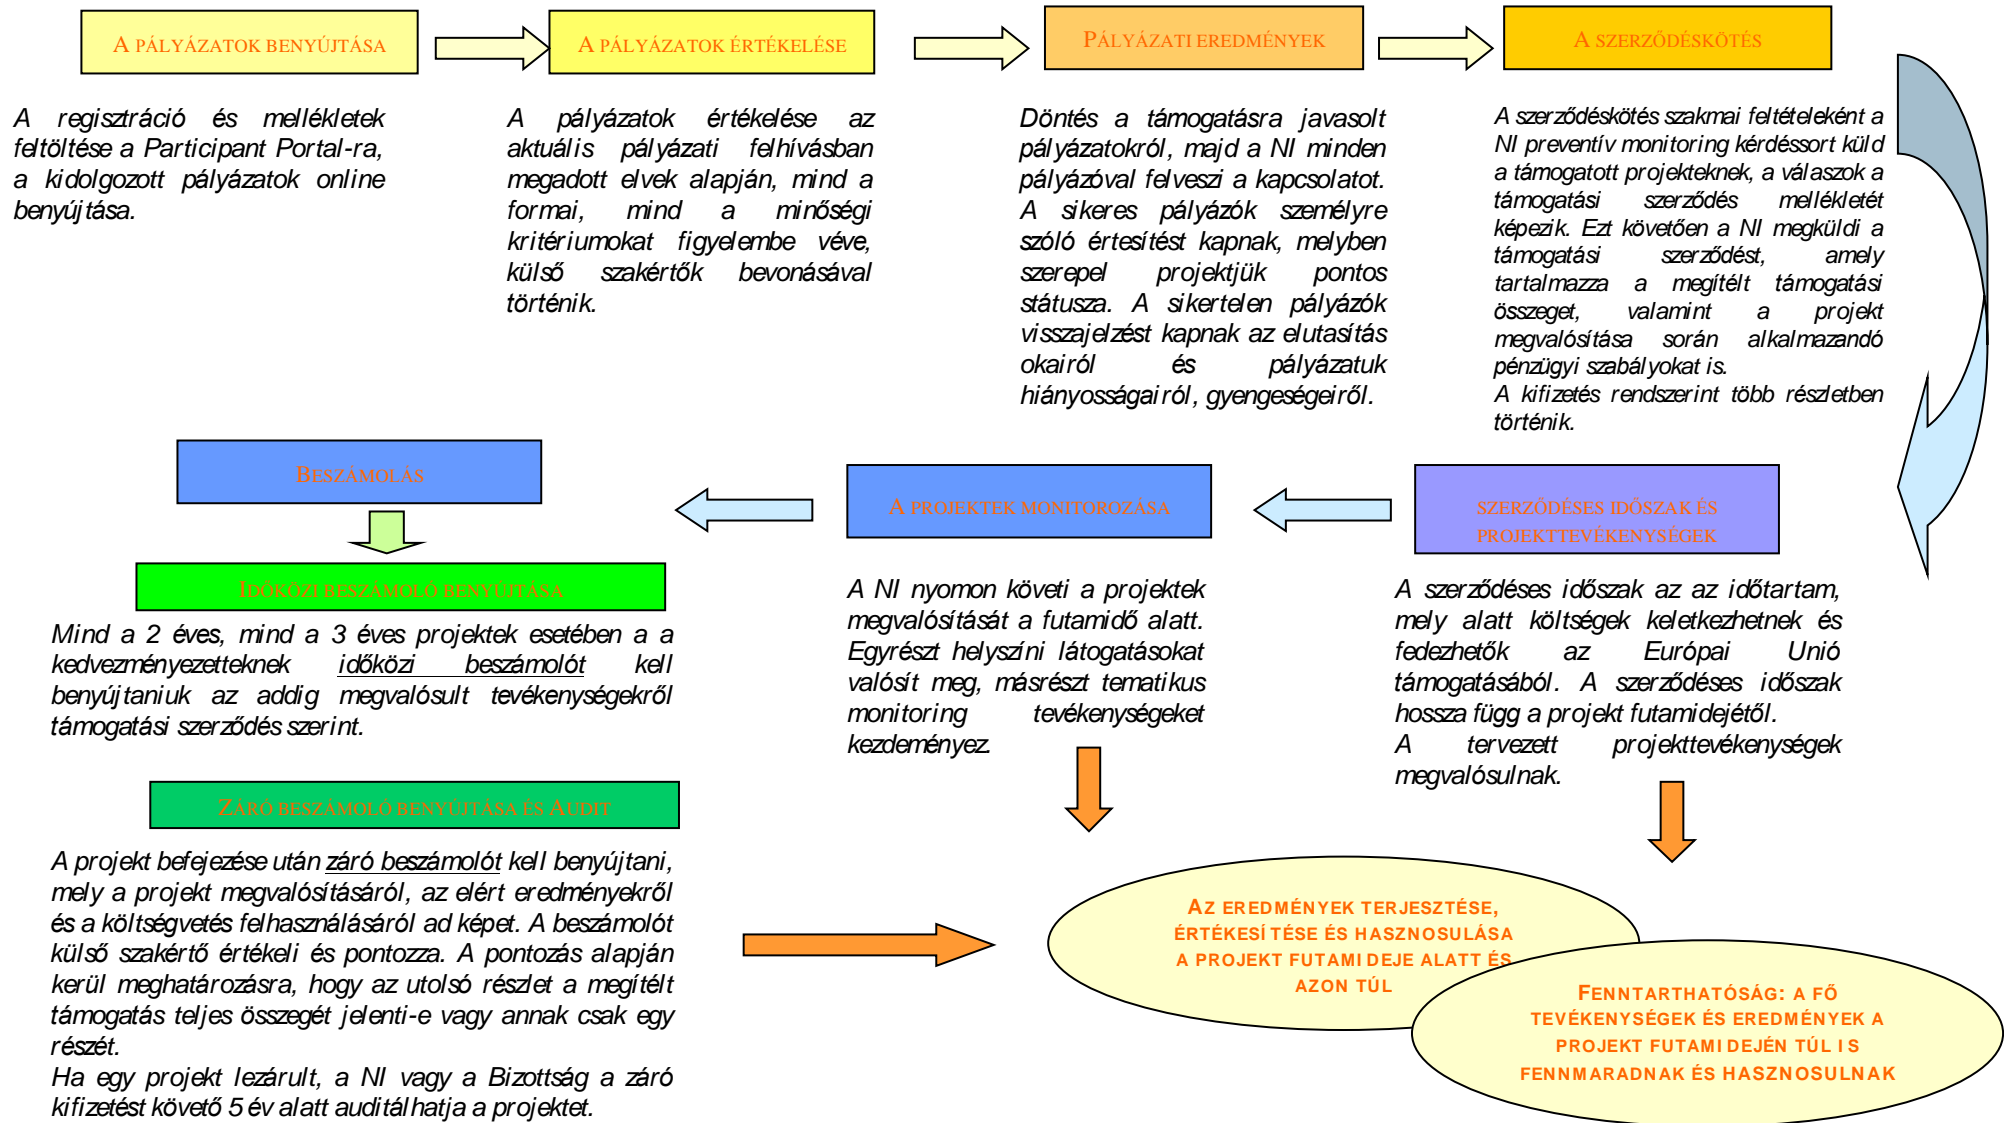 A PÁLYÁZATOK BENYÚJTÁSA
A regisztráció és mellékletek
feltöltése a Participant Portal-ra,
a kidolgozott pályázatok online
benyújtása.
A PÁLYÁZATOK ÉRTÉKELÉSE
A pályázatok értékelése az
aktuális pályázati felhívásban
megadott elvek alapján, mind a
formai, mind a minőségi
kritériumokat figyelembe véve,
külső szakértők bevonásával
történik.
PÁLYÁZATI EREDMÉNYEK
Döntés a támogatásra javasolt
pályázatokról, majd a NI minden
pályázóval felveszi a kapcsolatot.
A sikeres pályázók személyre
szóló értesítést kapnak, melyben
szerepel projektjük pontos
státusza. A sikertelen pályázók
visszajelzést kapnak az elutasítás
okairól és pályázatuk
hiányosságairól, gyengeségeiről.
A SZERZŐDÉSKÖTÉS
A szerződéskötés szakmai feltételeként a
NI preventív monitoring kérdéssort küld
a támogatott projekteknek, a válaszok a
támogatási szerződés mellékletét
képezik. Ezt követően a NI megküldi a
támogatási szerződést, amely
tartalmazza a megítélt támogatási
összeget, valamint a projekt
megvalósítása során alkalmazandó
pénzügyi szabályokat is.
A kifizetés rendszerint több részletben
történik.
SZERZŐDÉSES IDŐSZAK ÉS
PROJEKTTEVÉKENYSÉGEK
A szerződéses időszak az az időtartam,
mely alatt költségek keletkezhetnek és
fedezhetők az Európai Unió
támogatásából. A szerződéses időszak
hossza függ a projekt futamidejétől.
A tervezett projekttevékenységek
megvalósulnak.
A PROJEKTEK MONITOROZÁSA
A NI nyomon követi a projektek
megvalósítását a futamidő alatt.
Egyrészt helyszíni látogatásokat
valósít meg, másrészt tematikus
monitoring tevékenységeket
kezdeményez.
BESZÁMOLÁS
IDŐKÖZI BESZÁMOLÓ BENYÚJTÁSA
Mind a 2 éves, mind a 3 éves projektek esetében a a
kedvezményezetteknek időközi beszámolót kell
benyújtaniuk az addig megvalósult tevékenységekről
támogatási szerződés szerint.
ZÁRÓ BESZÁMOLÓ BENYÚJTÁSA ÉS AUDIT
A projekt befejezése után záró beszámolót kell benyújtani,
mely a projekt megvalósításáról, az elért eredményekről
és a költségvetés felhasználásáról ad képet. A beszámolót
külső szakértő értékeli és pontozza. A pontozás alapján
kerül meghatározásra, hogy az utolsó részlet a megítélt
támogatás teljes összegét jelenti-e vagy annak csak egy
részét.
Ha egy projekt lezárult, a NI vagy a Bizottság a záró
kifizetést követő 5 év alatt auditálhatja a projektet.
AZ EREDMÉNYEK TERJESZTÉSE,
ÉRTÉKESÍTÉSE ÉS HASZNOSULÁSA
A PROJEKT FUTAMIDEJE ALATT ÉS
AZON TÚL
FENNTARTHATÓSÁG: A FŐ
TEVÉKENYSÉGEK ÉS EREDMÉNYEK A
PROJEKT FUTAMIDEJÉN TÚL IS
FENNMARADNAK ÉS HASZNOSULNAK